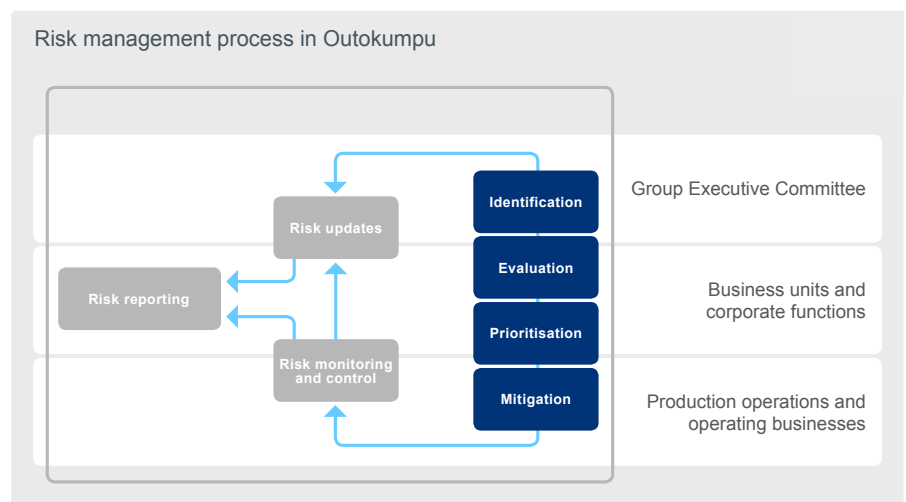 Risk management process in Outokumpu
Identification
Group Executive Committee
Risk updates
Evaluation
Risk reporting
Business units and
corporate functions
Prioritisation
Risk monitoring
and control
Mitigation
Production operations and
operating businesses